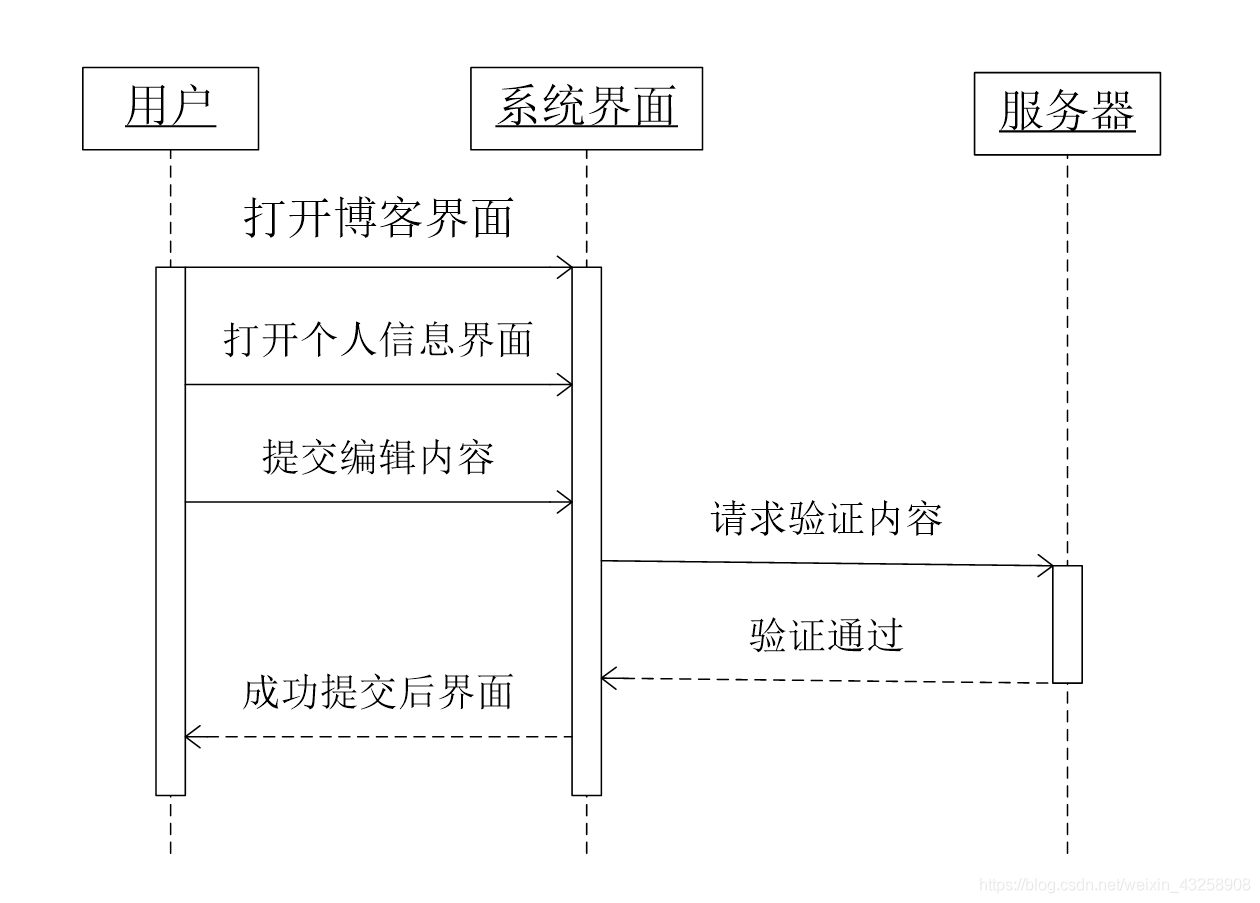 用户
系统界面
服务器
打开博客界面
打开个人信息界面
提交编辑内容
请求验证内容
验证通过
成功提交后界面
https://blog.csdn.net/weixin_43258908